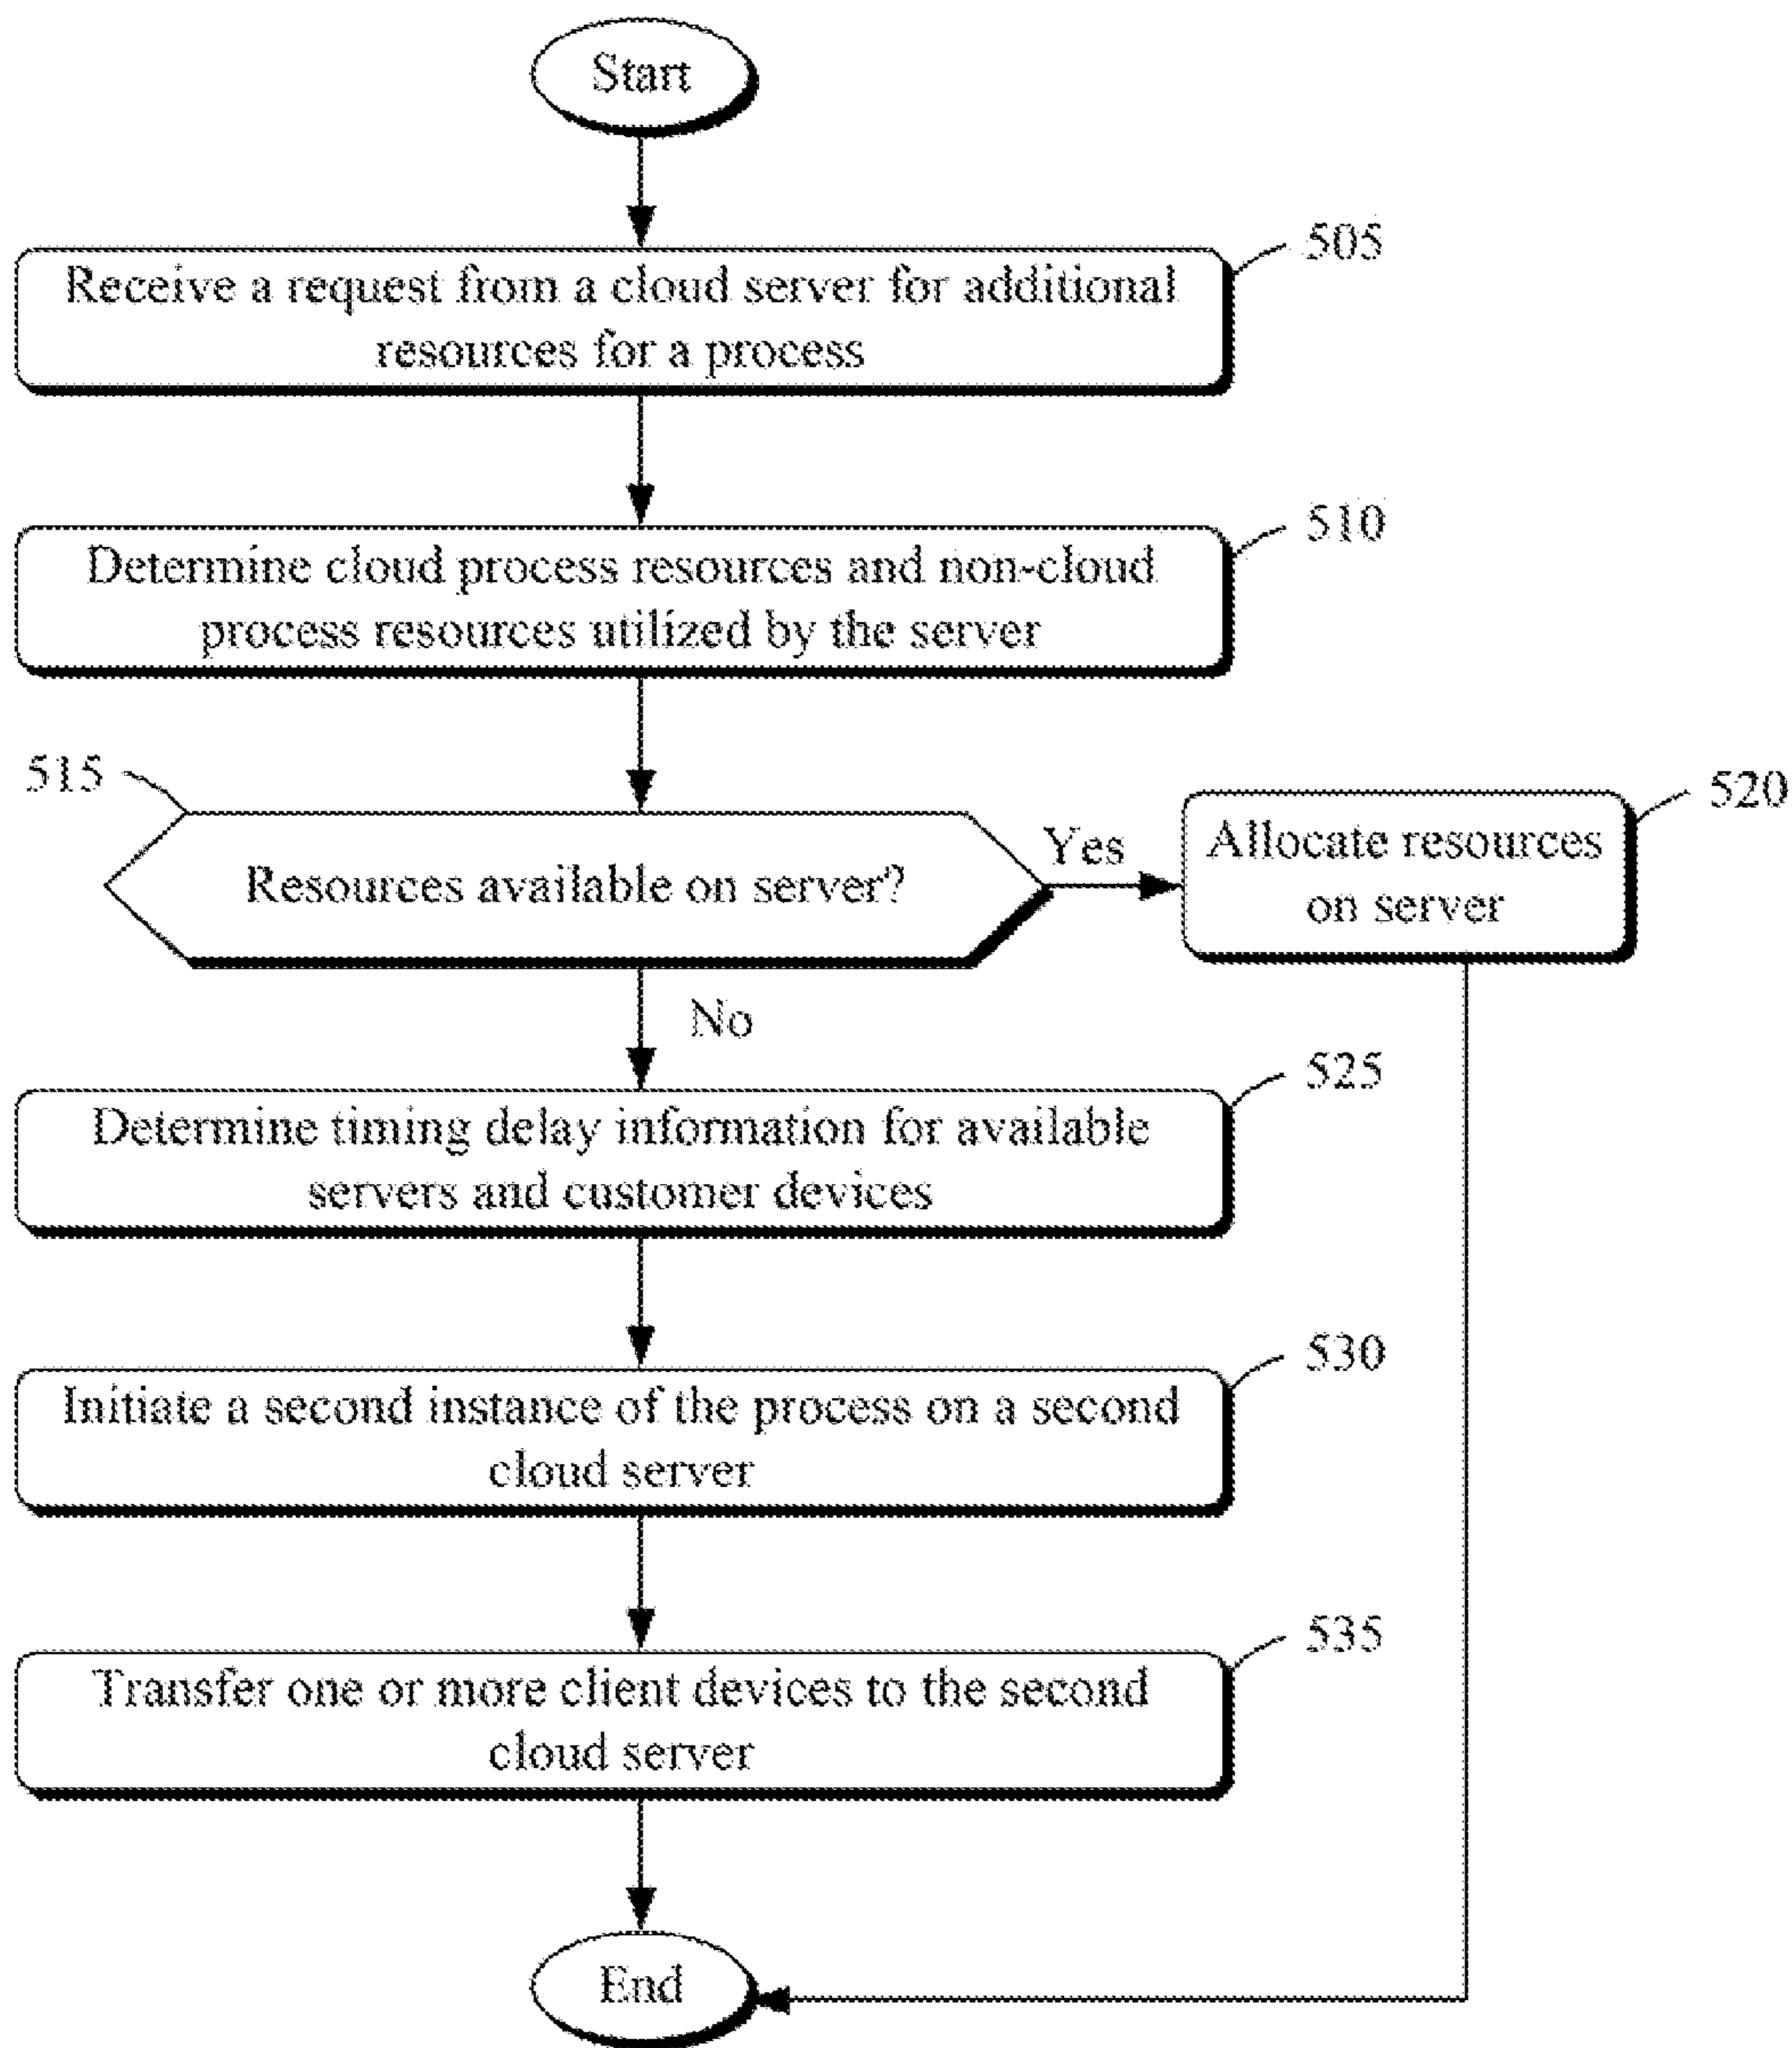 Start
505
Receive a request from a cloud server for additional
resources for a process
510
Determine cloud process resources and non-cloud
process resources utilized by the server
515
Resources available on server?
Yes
520
Allocate resources
on server
No
525
Determine timing delay information for available
servers and customer devices
530
Initiate a second instance of the process on a second
cloud server
535
Transfer one or more client devices to the second
cloud server
End